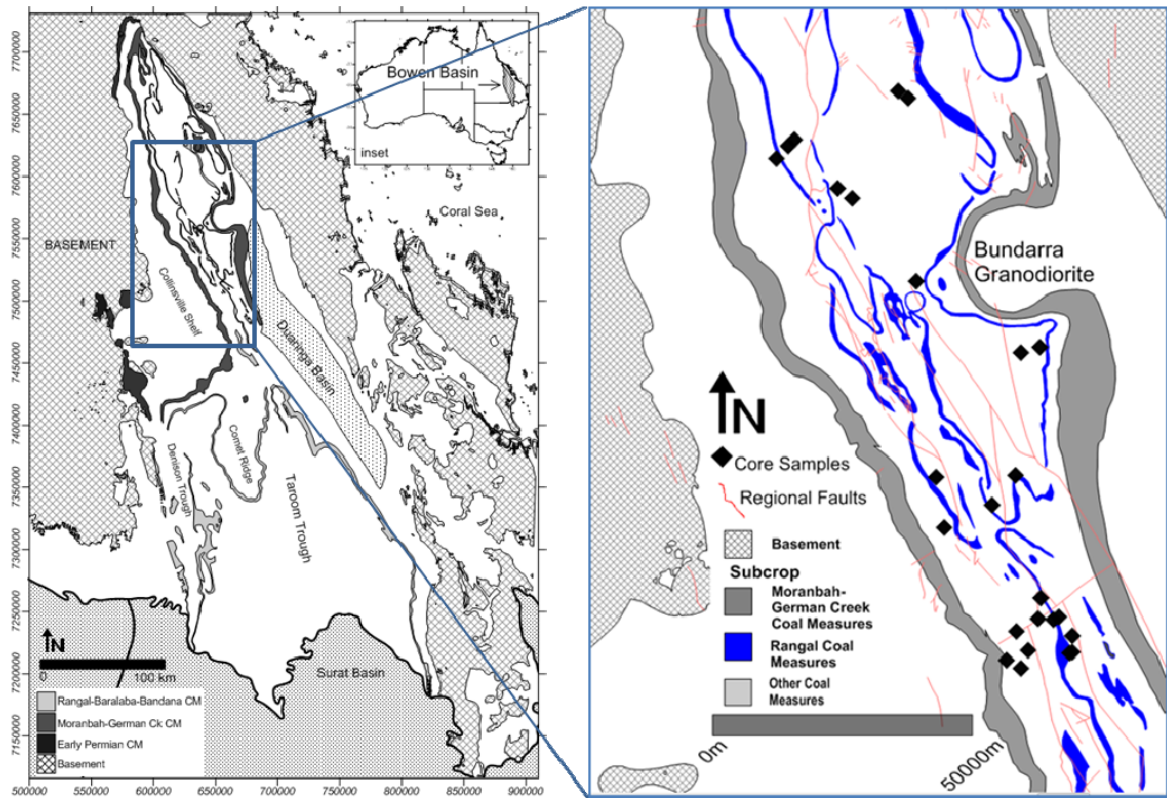 Bowen Basin
inset
Coral Sea
BASEMENT
Collinsville Shelf
Duaringa Basin
Comet Ridge
Denison Trough
Taroom Trough
Surat Basin
N
0
100 km
Rangal-Baralaba-Bandana CM
Moranbah-German Ck CM
Early Permian CM
Basement
7700000
7650000
7600000
7550000
7500000
7450000
7400000
7350000
7300000
7250000
7200000
7150000
500000
550000
600000
650000
700000
750000
800000
850000
900000
Bundarra
Granodiorite
N
Core Samples
Regional Faults
Basement
Subcrop
Moranbah-
German Creek
Coal Measures
Rangal Coal
Measures
Other Coal
Measures
0m
50000m